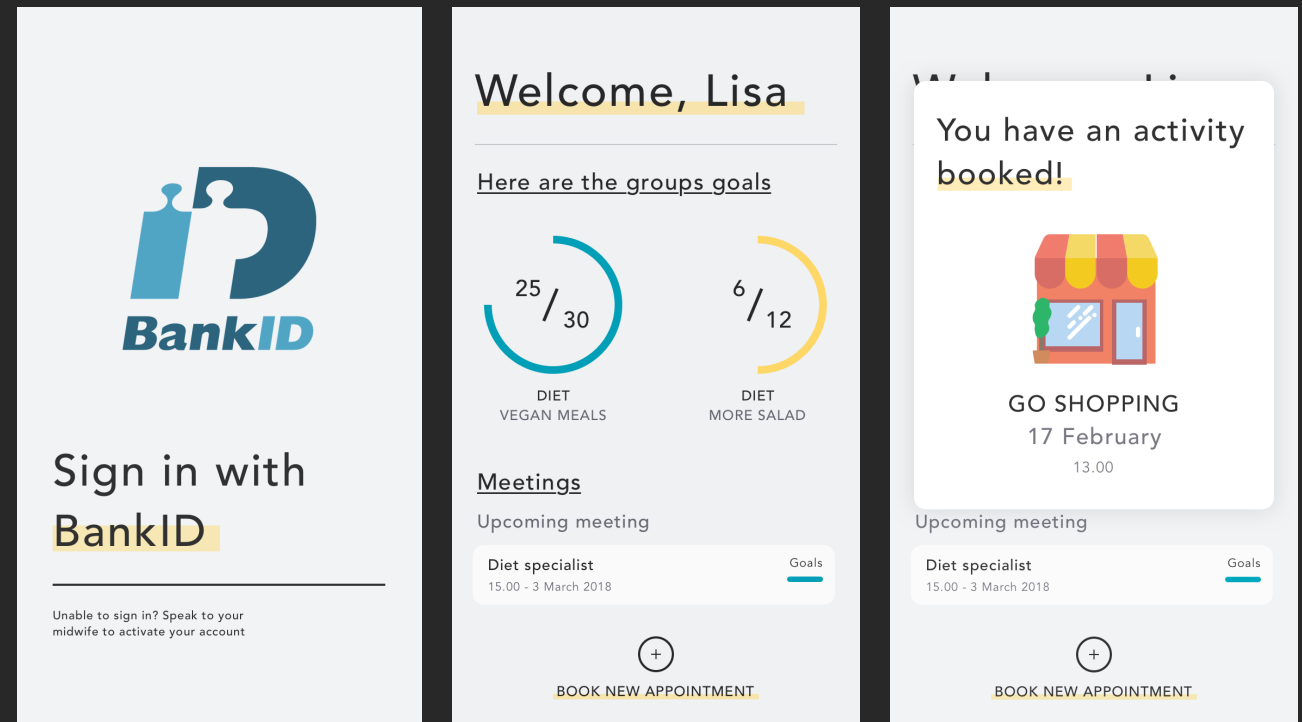 BankID
Sign in with
BankID
Unable to sign in? Speak to your
midwife to activate your account
Welcome, Lisa
Here are the groups goals
25/30
DIET
VEGAN MEALS
6/12
DIET
MORE SALAD
Meetings
Upcoming meeting
Diet specialist
Goals
15.00 - 3 March 2018
+
BOOK NEW APPOINTMENT
You have an activity
booked!
GO SHOPPING
17 February
13.00
Upcoming meeting
Diet specialist
Goals
15.00 - 3 March 2018
+
BOOK NEW APPOINTMENT